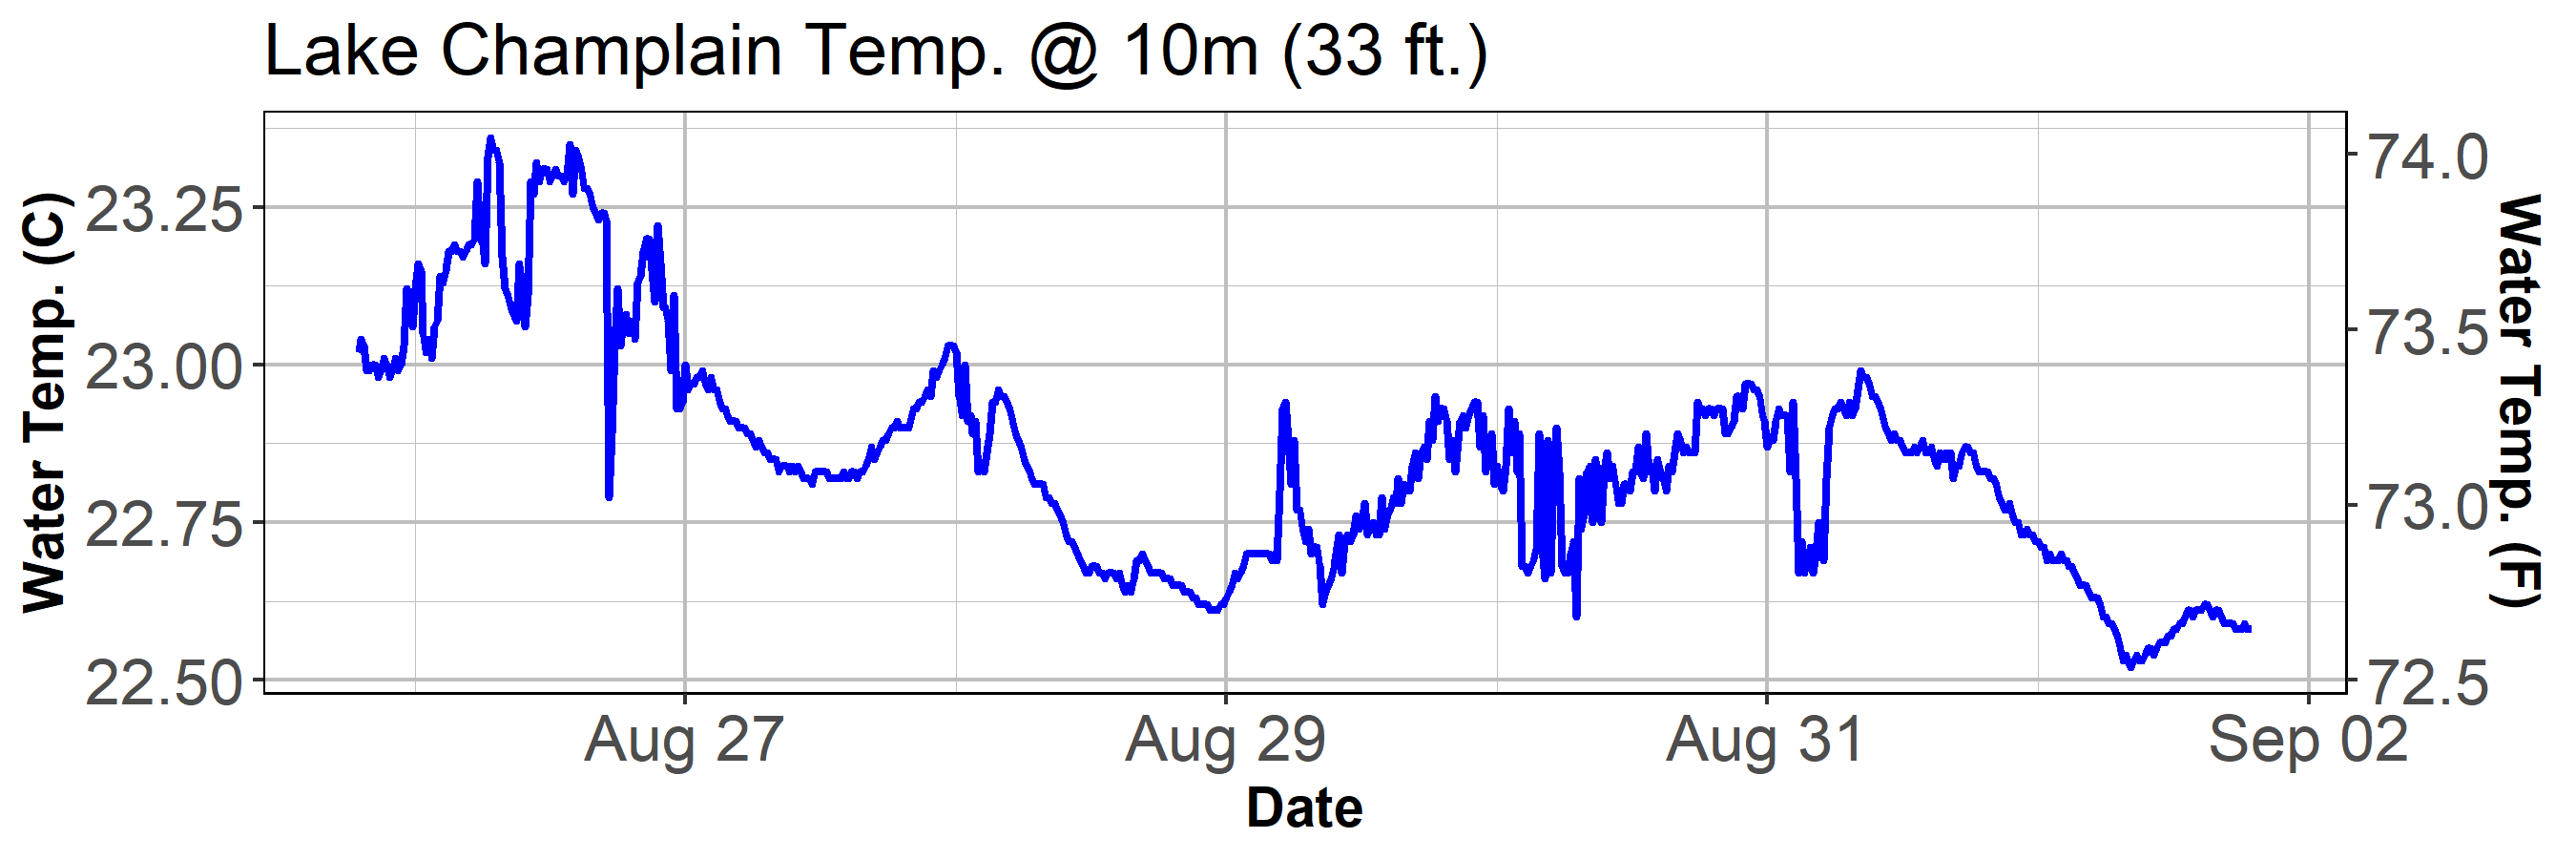 Lake Champlain Temp. @ 10m (33 ft.)
Water Temp. (C)
23.25
23.00
22.75
22.50
74.0
73.5
73.0
72.5
Water Temp. (F)
Aug 27 Aug 29 Aug 31 Sep 02
Date